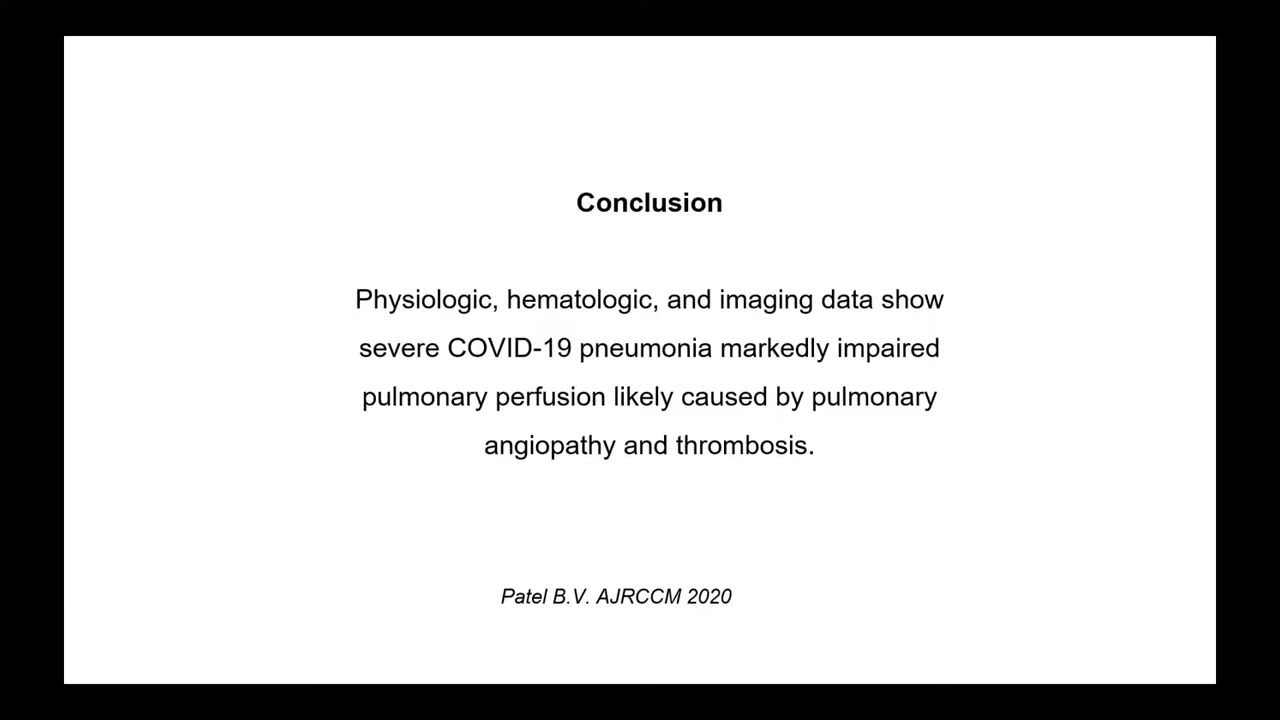 Conclusion
Physiologic, hematologic, and imaging data show
severe COVID-19 pneumonia markedly impaired
pulmonary perfusion likely caused by pulmonary
angiopathy and thrombosis.
Patel B.V. AJRCCM 2020